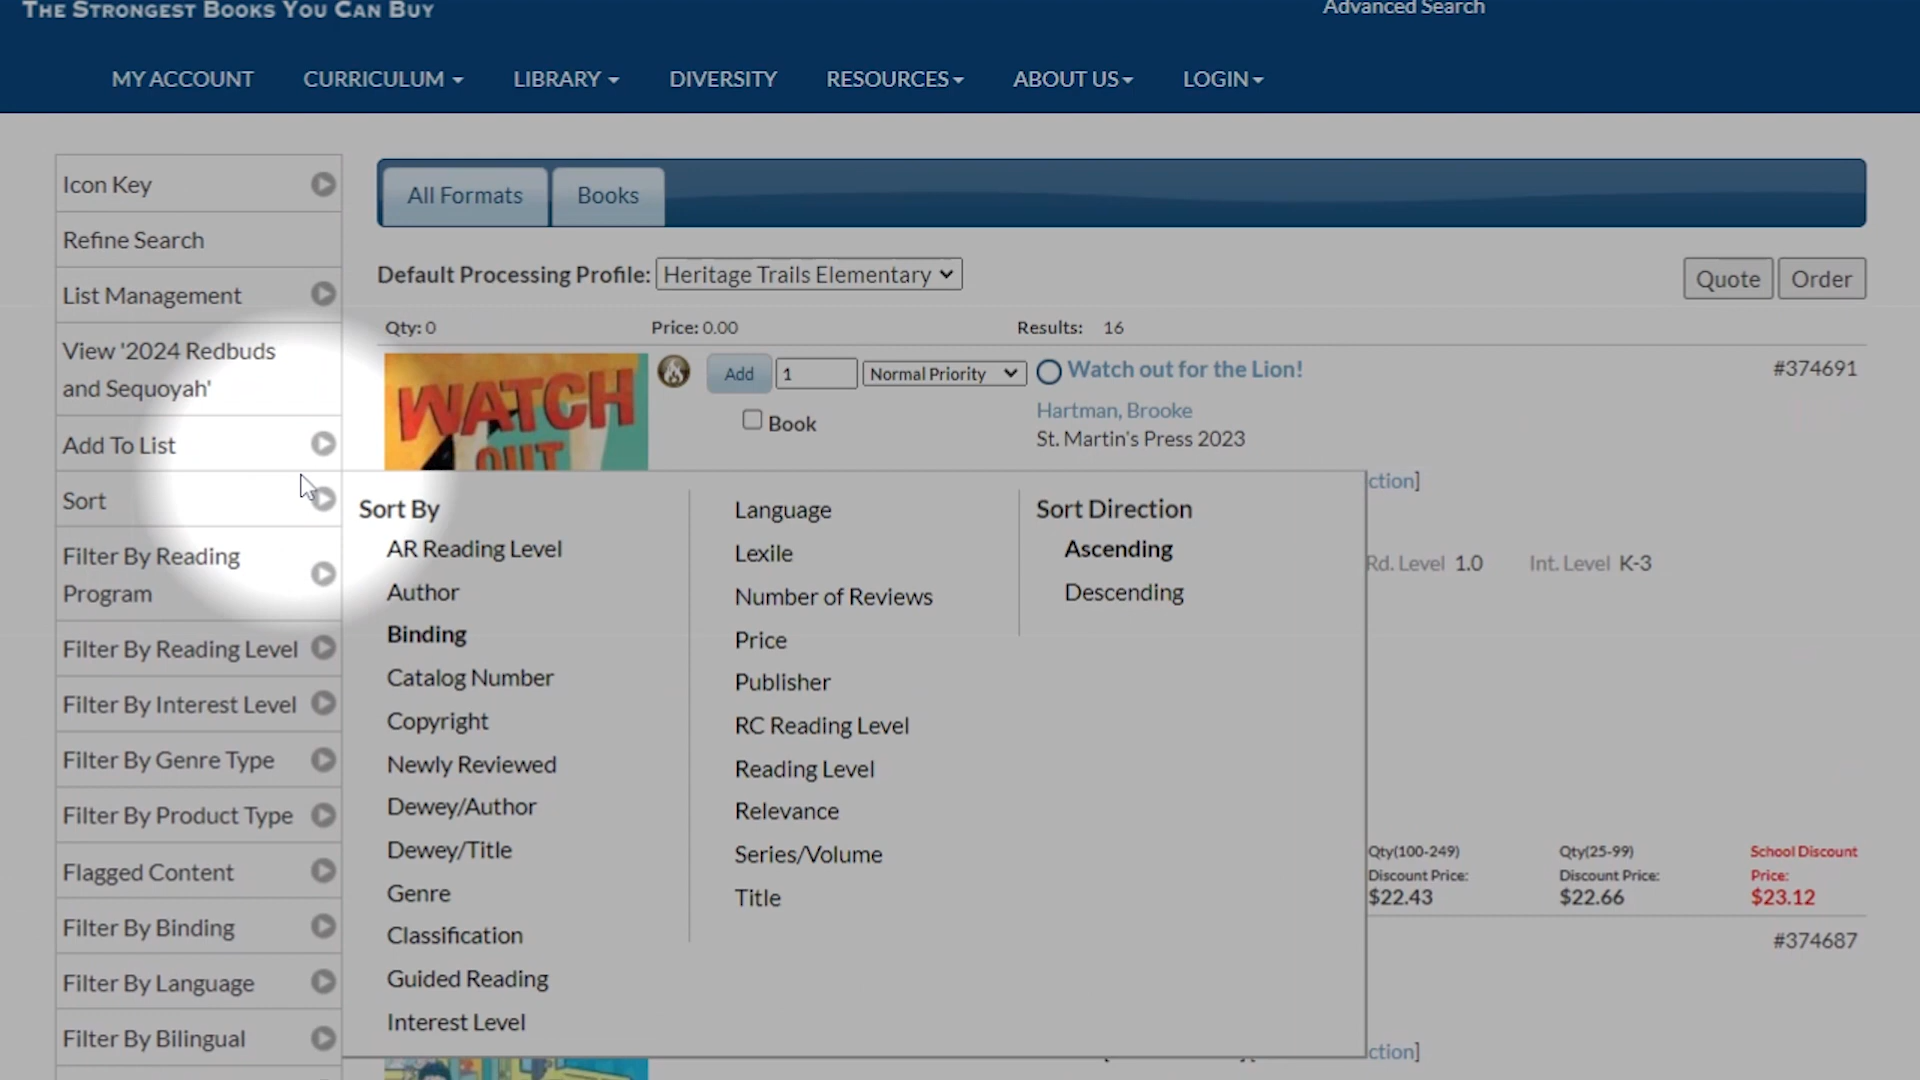 THE STRONGEST BOOKS YOU CAN BUY
Advanced Search
MY ACCOUNT CURRICULUM LIBRARY DIVERSITY RESOURCES ABOUT US LOGIN
Icon Key
Refine Search
List Management
View '2024 Redbuds
and Sequoyah'
Add To List
Sort
Filter By Reading
Program
Filter By Reading Level
Filter By Interest Level
Filter By Genre Type
Filter By Product Type
Flagged Content
Filter By Binding
Filter By Language
Filter By Bilingual
All Formats Books
Default Processing Profile: Heritage Trails Elementary
Quote Order
Qty: 0 Price: 0.00 Results: 16
WATCH
OUT
Add 1 Normal Priority
Book
Watch out for the Lion!
#374691
Hartman, Brooke
St. Martin's Press 2023
ction]
Rd. Level 1.0 Int. Level K-3
Sort By
AR Reading Level
Author
Binding
Catalog Number
Copyright
Newly Reviewed
Dewey/Author
Dewey/Title
Genre
Classification
Guided Reading
Interest Level
Language
Lexile
Number of Reviews
Price
Publisher
RC Reading Level
Reading Level
Relevance
Series/Volume
Title
Sort Direction
Ascending
Descending
Qty(100-249)
Discount Price:
$22.43
Qty(25-99)
Discount Price:
$22.66
School Discount
Price:
$23.12
#374687
ction]